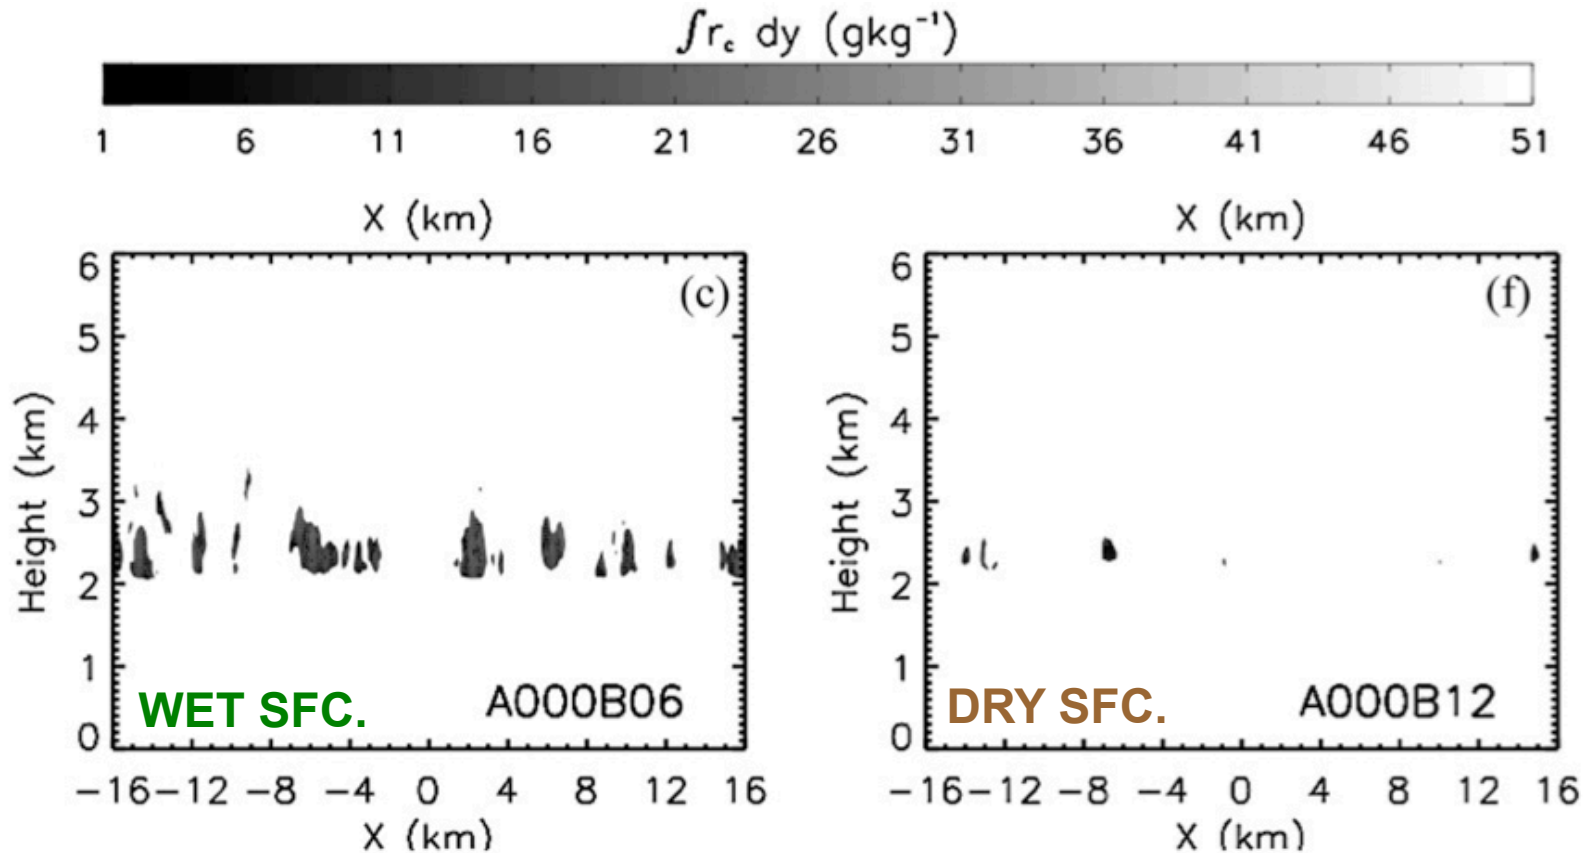 ∫r꜀ dy (gkg⁻¹)
1 6 11 16 21 26 31 36 41 46 51
X (km) X (km)
6 (c) 6 (f)
5 5
4 4
Height (km) Height (km)
3 3
2 2
1 1
WET SFC. A000B06 DRY SFC. A000B12
0 0
−16 −12 −8 −4 0 4 8 12 16 −16 −12 −8 −4 0 4 8 12 16
X (km) X (km)